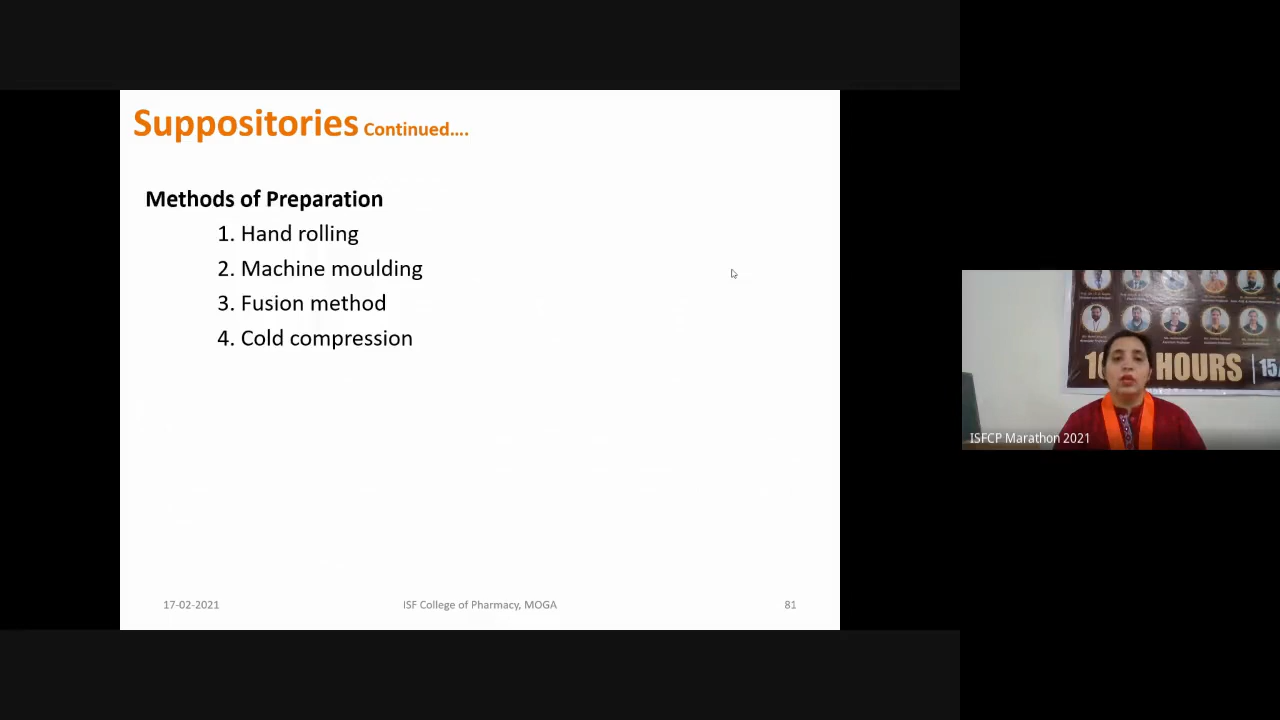 Suppositories Continued....
Methods of Preparation
1. Hand rolling
2. Machine moulding
3. Fusion method
4. Cold compression
17-02-2021
ISF College of Pharmacy, MOGA
81
HOURS
15
ISFCP Marathon 2021